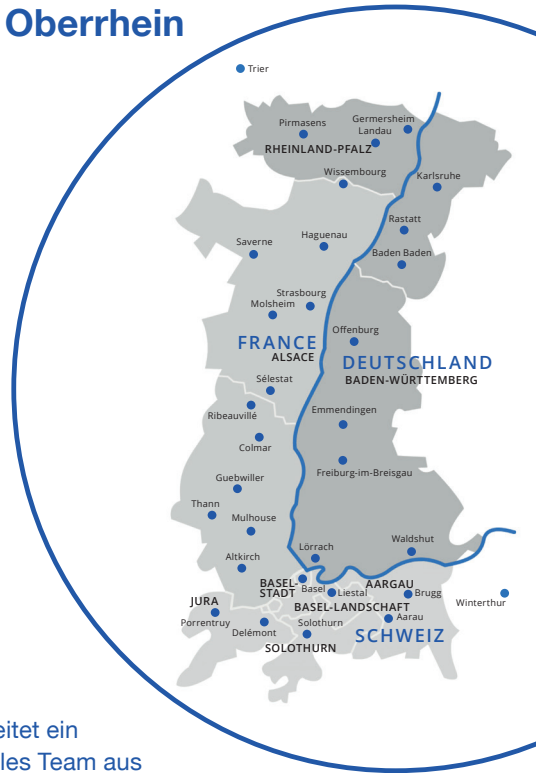 Oberrhein
Trier
Pirmasens
Germersheim
Landau
RHEINLAND-PFALZ
Wissembourg
Karlsruhe
Rastatt
Saverne
Haguenau
Baden Baden
Strasbourg
Molsheim
Offenburg
FRANCE
ALSACE
DEUTSCHLAND
BADEN-WÜRTTEMBERG
Sélestat
Ribeauvillé
Emmendingen
Colmar
Freiburg-im-Breisgau
Guebwiller
Thann
Mulhouse
Lörrach
Waldshut
Altkirch
BASEL-
STADT
Basel
Liestal
AARGAU
Brugg
Winterthur
JURA
BASEL-LANDSCHAFT
Porrentruy
Delémont
Solothurn
Aarau
SOLOTHURN
SCHWEIZ
eitet ein
les Team aus